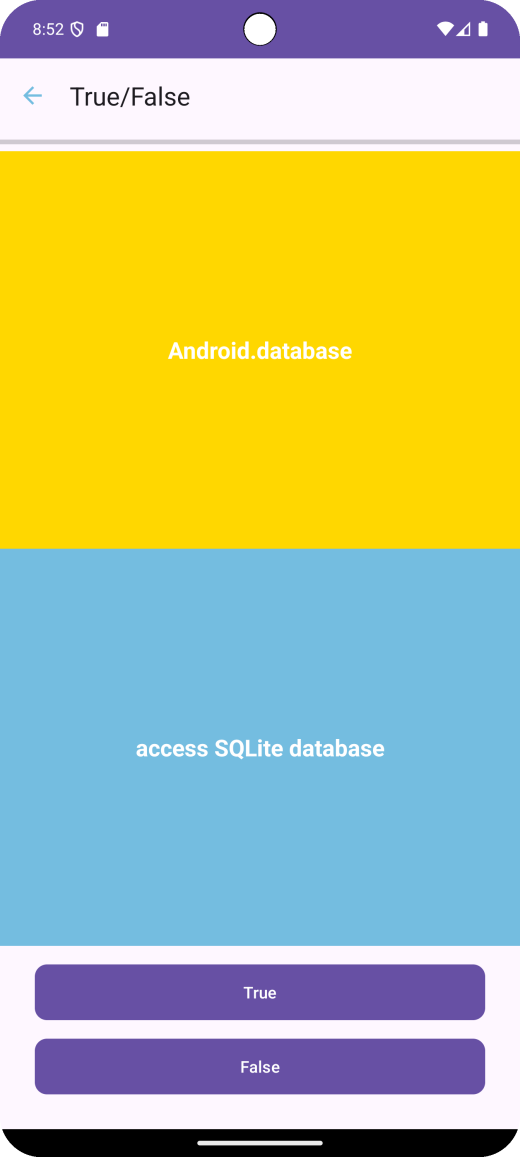 8:52
True/False
Android.database
access SQLite database
True
False